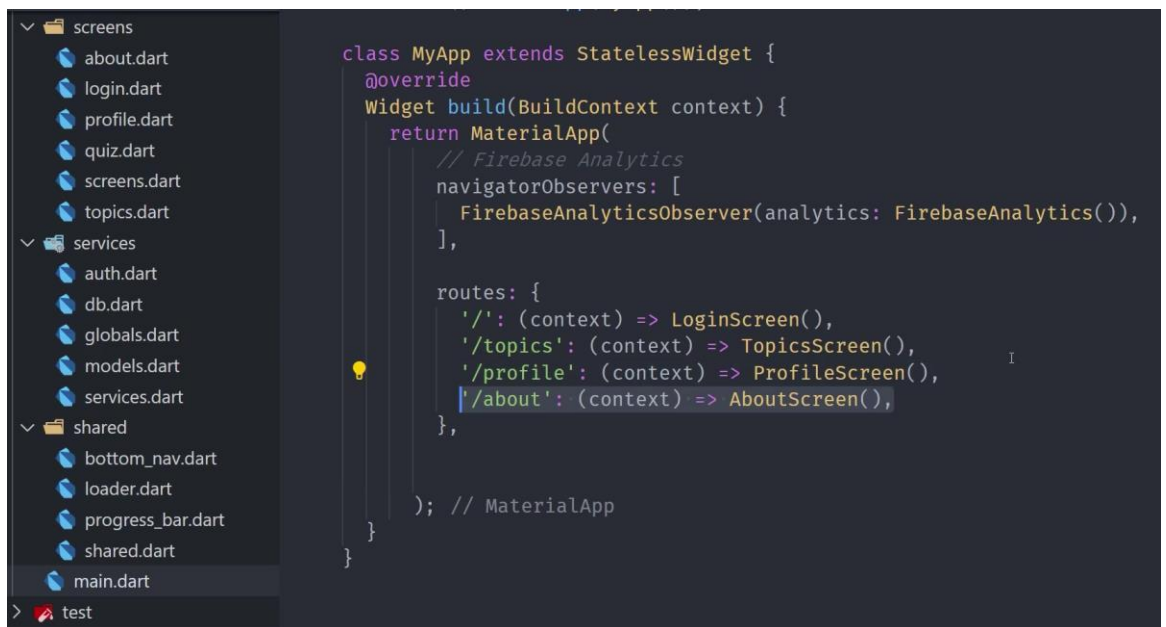 screens
about.dart
login.dart
profile.dart
quiz.dart
screens.dart
topics.dart
services
auth.dart
db.dart
globals.dart
models.dart
services.dart
shared
bottom_nav.dart
loader.dart
progress_bar.dart
shared.dart
main.dart
test
class MyApp extends StatelessWidget {
@override
Widget build(BuildContext context) {
return MaterialApp(
// Firebase Analytics
navigatorObservers: [
FirebaseAnalyticsObserver(analytics: FirebaseAnalytics()),
],
routes: {
'/': (context) => LoginScreen(),
'/topics': (context) => TopicsScreen(),
'/profile': (context) => ProfileScreen(),
'/about': (context) => AboutScreen(),
},
); // MaterialApp
}
}